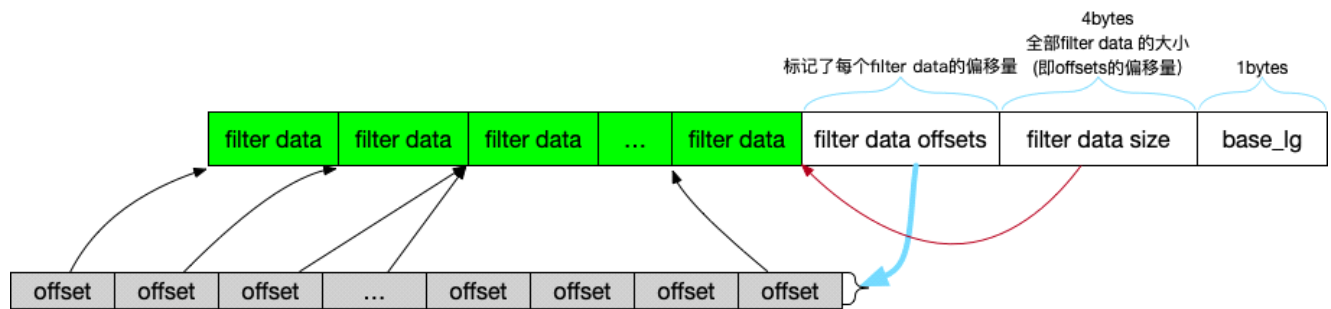 4bytes
全部filter data 的大小
标记了每个filter data的偏移量
(即offsets的偏移量)
1bytes
filter data filter data filter data ... filter data filter data offsets filter data size base_lg
offset offset offset ... offset offset offset offset